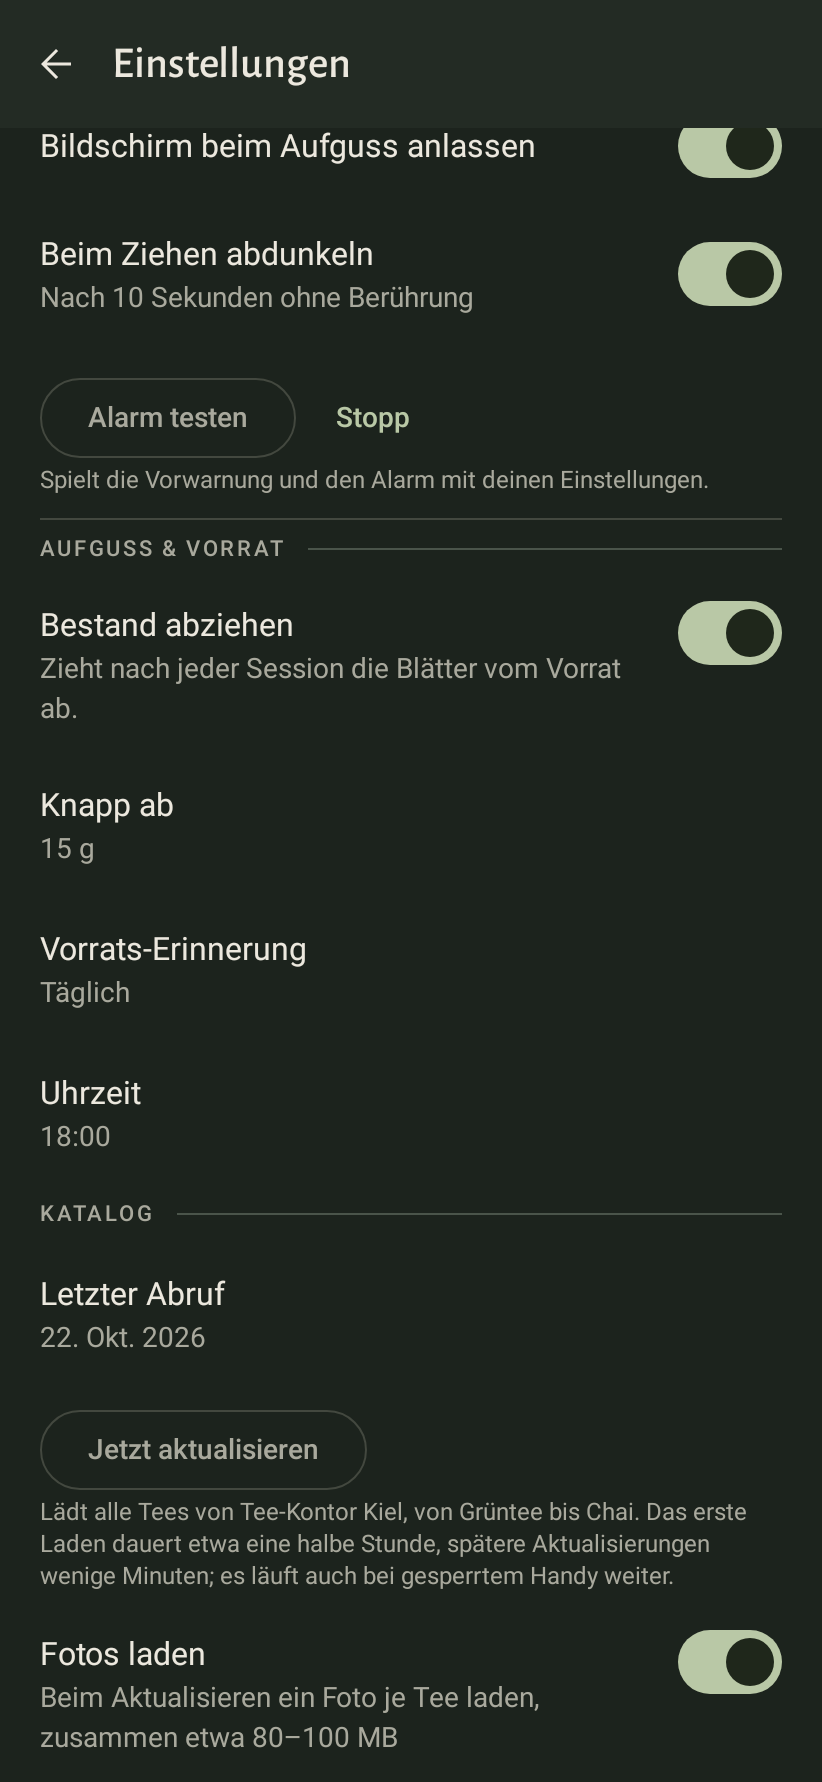 Einstellungen
Bildschirm beim Aufguss anlassen
Beim Ziehen abdunkeln
Nach 10 Sekunden ohne Berührung
Alarm testen
Stopp
Spielt die Vorwarnung und den Alarm mit deinen Einstellungen.
AUFGUSS & VORRAT
Bestand abziehen
Zieht nach jeder Session die Blätter vom Vorrat
ab.
Knapp ab
15 g
Vorrats-Erinnerung
Täglich
Uhrzeit
18:00
KATALOG
Letzter Abruf
22. Okt. 2026
Jetzt aktualisieren
Lädt alle Tees von Tee-Kontor Kiel, von Grüntee bis Chai. Das erste
Laden dauert etwa eine halbe Stunde, spätere Aktualisierungen
wenige Minuten; es läuft auch bei gesperrtem Handy weiter.
Fotos laden
Beim Aktualisieren ein Foto je Tee laden,
zusammen etwa 80–100 MB